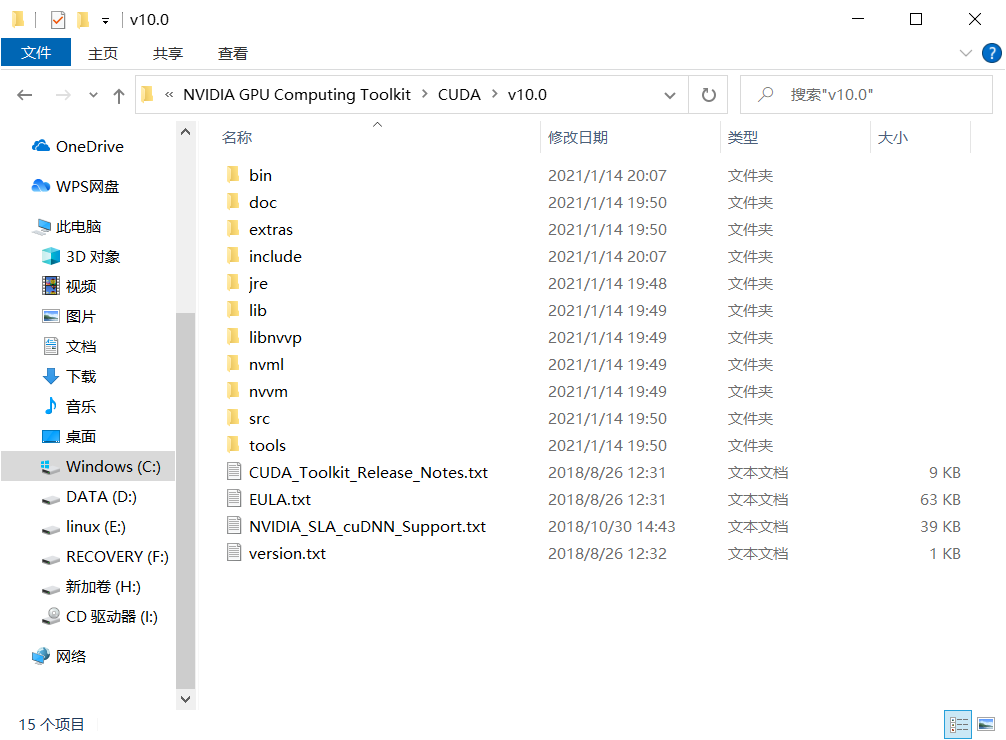 v10.0
文件 主页 共享 查看
« NVIDIA GPU Computing Toolkit > CUDA > v10.0
搜索"v10.0"
OneDrive
WPS网盘
此电脑
3D 对象
视频
图片
文档
下载
音乐
桌面
Windows (C:)
DATA (D:)
linux (E:)
RECOVERY (F:)
新加卷 (H:)
CD 驱动器 (I:)
网络
名称 修改日期 类型 大小
bin 2021/1/14 20:07 文件夹
doc 2021/1/14 19:50 文件夹
extras 2021/1/14 19:50 文件夹
include 2021/1/14 20:07 文件夹
jre 2021/1/14 19:48 文件夹
lib 2021/1/14 19:49 文件夹
libnvvp 2021/1/14 19:49 文件夹
nvml 2021/1/14 19:49 文件夹
nvvm 2021/1/14 19:49 文件夹
src 2021/1/14 19:50 文件夹
tools 2021/1/14 19:50 文件夹
CUDA_Toolkit_Release_Notes.txt 2018/8/26 12:31 文本文档 9 KB
EULA.txt 2018/8/26 12:31 文本文档 63 KB
NVIDIA_SLA_cuDNN_Support.txt 2018/10/30 14:43 文本文档 39 KB
version.txt 2018/8/26 12:32 文本文档 1 KB
15 个项目